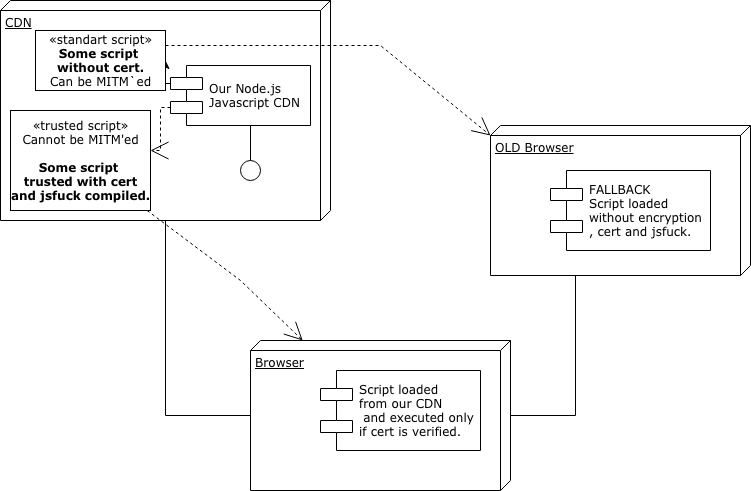 CDN
«standart script»
Some script
without cert.
Can be MITM`ed
Our Node.js
Javascript CDN
«trusted script»
Cannot be MITM'ed
Some script
trusted with cert
and jsfuck compiled.
OLD Browser
FALLBACK
Script loaded
without encryption
, cert and jsfuck.
Browser
Script loaded
from our CDN
and executed only
if cert is verified.